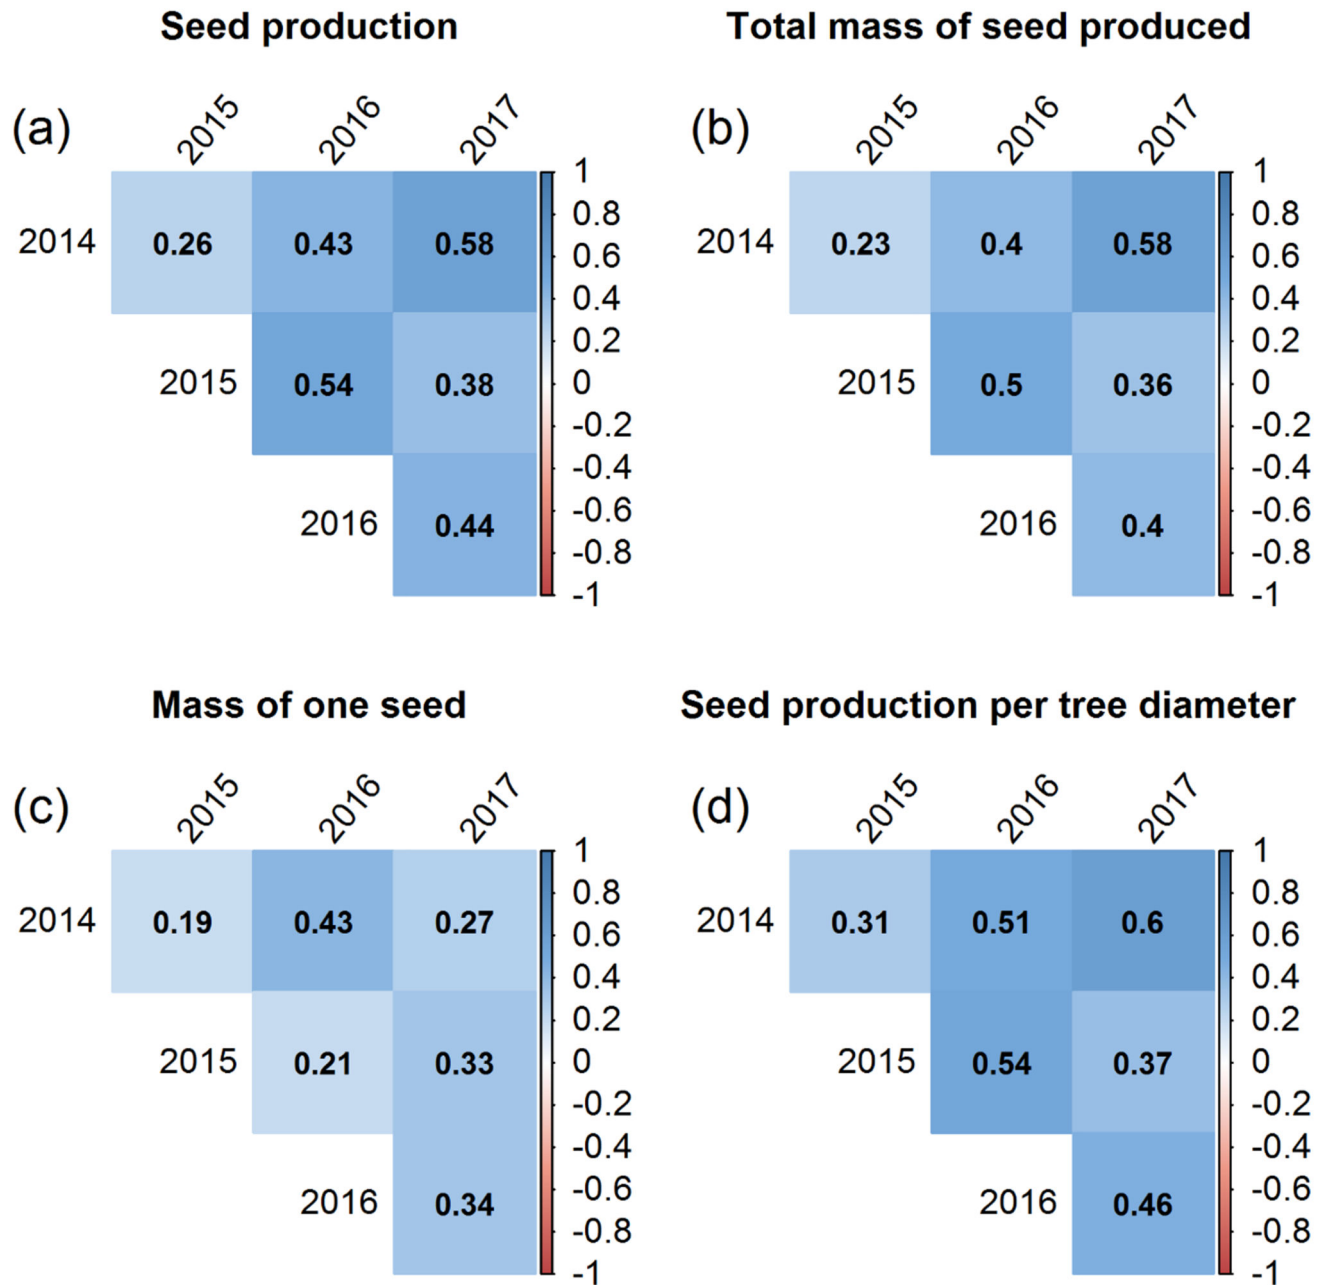 Seed production
(a)
2015 2016 2017
2014 0.26 0.43 0.58
2015 0.54 0.38
2016 0.44
1
0.8
0.6
0.4
0.2
0
-0.2
-0.4
-0.6
-0.8
-1
Total mass of seed produced
(b)
2015 2016 2017
2014 0.23 0.4 0.58
2015 0.5 0.36
2016 0.4
1
0.8
0.6
0.4
0.2
0
-0.2
-0.4
-0.6
-0.8
-1
Mass of one seed
(c)
2015 2016 2017
2014 0.19 0.43 0.27
2015 0.21 0.33
2016 0.34
1
0.8
0.6
0.4
0.2
0
-0.2
-0.4
-0.6
-0.8
-1
Seed production per tree diameter
(d)
2015 2016 2017
2014 0.31 0.51 0.6
2015 0.54 0.37
2016 0.46
1
0.8
0.6
0.4
0.2
0
-0.2
-0.4
-0.6
-0.8
-1